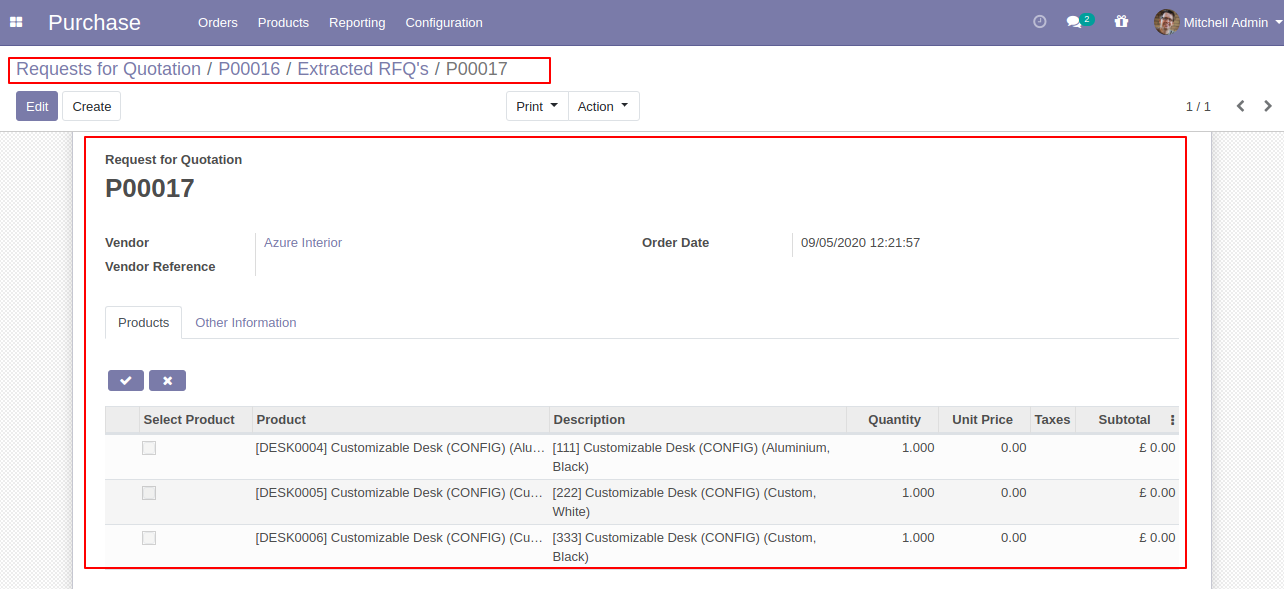 Purchase Orders Products Reporting Configuration 2 Mitchell Admin
Requests for Quotation / P00016 / Extracted RFQ's / P00017
Edit Create Print Action 1 / 1
Request for Quotation
P00017
Vendor Azure Interior Order Date 09/05/2020 12:21:57
Vendor Reference
Products Other Information
Select Product Product Description Quantity Unit Price Taxes Subtotal
[DESK0004] Customizable Desk (CONFIG) (Alu... [111] Customizable Desk (CONFIG) (Aluminium, 1.000 0.00 £ 0.00
Black)
[DESK0005] Customizable Desk (CONFIG) (Cu... [222] Customizable Desk (CONFIG) (Custom, 1.000 0.00 £ 0.00
White)
[DESK0006] Customizable Desk (CONFIG) (Cu... [333] Customizable Desk (CONFIG) (Custom, 1.000 0.00 £ 0.00
Black)